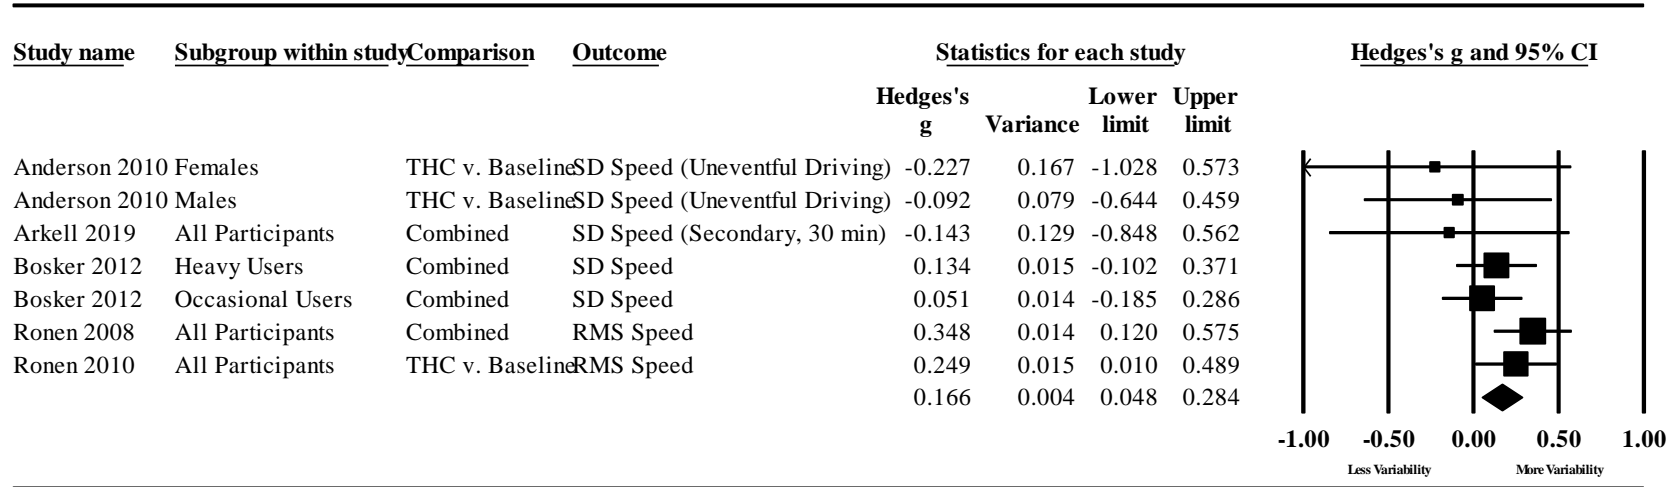 Study name Subgroup within study Comparison Outcome Statistics for each study Hedges's g and 95% CI
Hedges's Lower Upper
g Variance limit limit
Anderson 2010 Females THC v. Baseline SD Speed (Uneventful Driving) -0.227 0.167 -1.028 0.573
Anderson 2010 Males THC v. Baseline SD Speed (Uneventful Driving) -0.092 0.079 -0.644 0.459
Arkell 2019 All Participants Combined SD Speed (Secondary, 30 min) -0.143 0.129 -0.848 0.562
Bosker 2012 Heavy Users Combined SD Speed 0.134 0.015 -0.102 0.371
Bosker 2012 Occasional Users Combined SD Speed 0.051 0.014 -0.185 0.286
Ronen 2008 All Participants Combined RMS Speed 0.348 0.014 0.120 0.575
Ronen 2010 All Participants THC v. Baseline RMS Speed 0.249 0.015 0.010 0.489
0.166 0.004 0.048 0.284
-1.00 -0.50 0.00 0.50 1.00
Less Variability More Variability